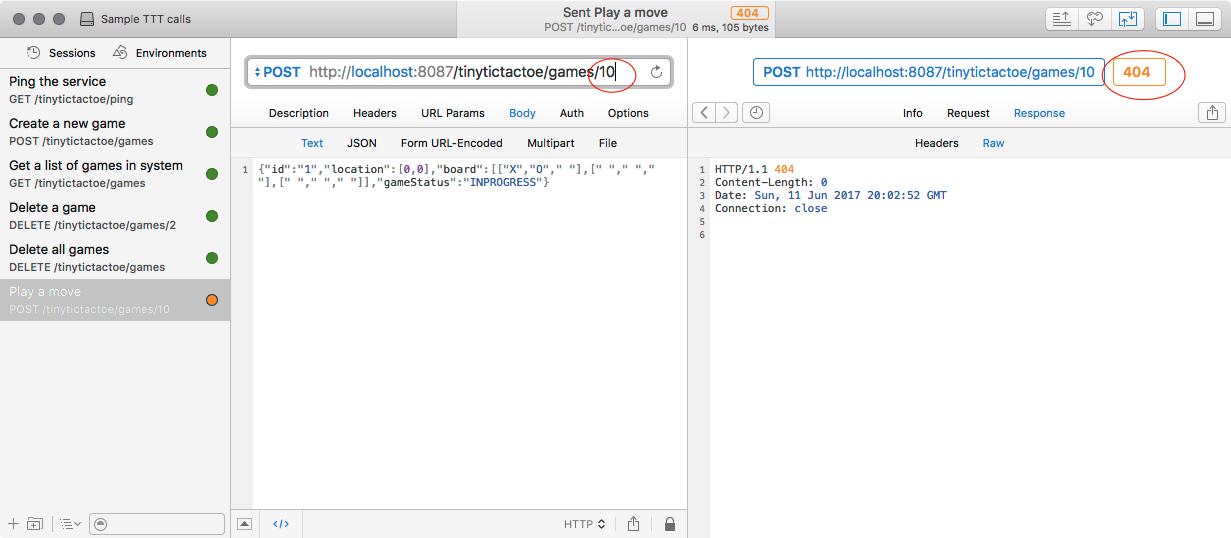 Sample TTT calls
Sent Play a move 404
POST /tinytic...oe/games/10 6 ms, 105 bytes
Sessions Environments
Ping the service
GET /tinytictactoe/ping
Create a new game
POST /tinytictactoe/games
Get a list of games in system
GET /tinytictactoe/games
Delete a game
DELETE /tinytictactoe/games/2
Delete all games
DELETE /tinytictactoe/games
Play a move
POST /tinytictactoe/games/10
POST http://localhost:8087/tinytictactoe/games/10
Description Headers URL Params Body Auth Options
Text JSON Form URL-Encoded Multipart File
1 {"id":"1","location":[0,0],"board":[["X","O"," "],[" "," ","
"],[" "," "," "]],"gameStatus":"INPROGRESS"}
</> HTTP
POST http://localhost:8087/tinytictactoe/games/10 404
Info Request Response
Headers Raw
1 HTTP/1.1 404
2 Content-Length: 0
3 Date: Sun, 11 Jun 2017 20:02:52 GMT
4 Connection: close
5
6